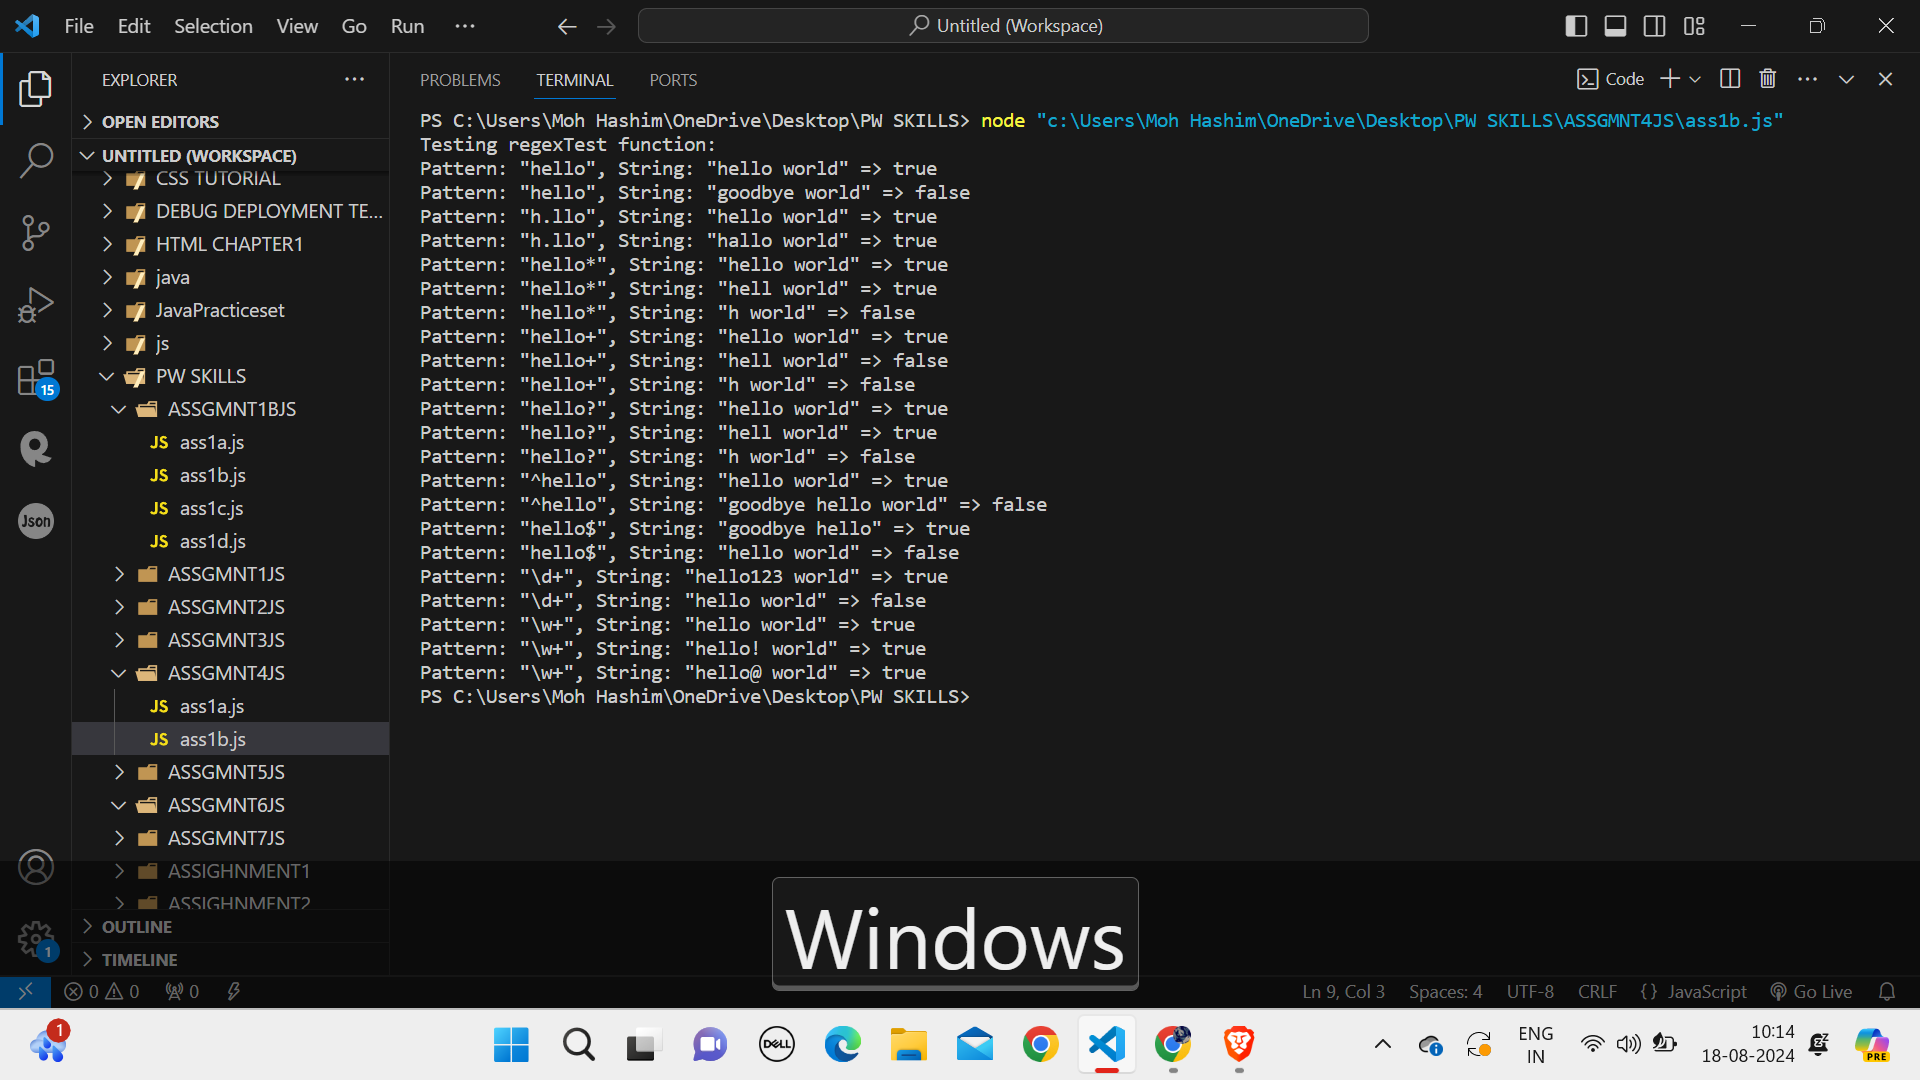 File Edit Selection View Go Run ···
Untitled (Workspace)
EXPLORER ···
OPEN EDITORS
UNTITLED (WORKSPACE)
CSS TUTORIAL
DEBUG DEPLOYMENT TE...
HTML CHAPTER1
java
JavaPracticeset
js
PW SKILLS
ASSGMNT1BJS
JS ass1a.js
JS ass1b.js
JS ass1c.js
JS ass1d.js
ASSGMNT1JS
ASSGMNT2JS
ASSGMNT3JS
ASSGMNT4JS
JS ass1a.js
JS ass1b.js
ASSGMNT5JS
ASSGMNT6JS
ASSGMNT7JS
ASSIGHNMENT1
ASSIGHNMENT2
OUTLINE
TIMELINE
15
Json
1
PROBLEMS TERMINAL PORTS
Code
PS C:\Users\Moh Hashim\OneDrive\Desktop\PW SKILLS> node "c:\Users\Moh Hashim\OneDrive\Desktop\PW SKILLS\ASSGMNT4JS\ass1b.js"
Testing regexTest function:
Pattern: "hello", String: "hello world" => true
Pattern: "hello", String: "goodbye world" => false
Pattern: "h.llo", String: "hello world" => true
Pattern: "h.llo", String: "hallo world" => true
Pattern: "hello*", String: "hello world" => true
Pattern: "hello*", String: "hell world" => true
Pattern: "hello*", String: "h world" => false
Pattern: "hello+", String: "hello world" => true
Pattern: "hello+", String: "hell world" => false
Pattern: "hello+", String: "h world" => false
Pattern: "hello?", String: "hello world" => true
Pattern: "hello?", String: "hell world" => true
Pattern: "hello?", String: "h world" => false
Pattern: "^hello", String: "hello world" => true
Pattern: "^hello", String: "goodbye hello world" => false
Pattern: "hello$", String: "goodbye hello" => true
Pattern: "hello$", String: "hello world" => false
Pattern: "\d+", String: "hello123 world" => true
Pattern: "\d+", String: "hello world" => false
Pattern: "\w+", String: "hello world" => true
Pattern: "\w+", String: "hello! world" => true
Pattern: "\w+", String: "hello@ world" => true
PS C:\Users\Moh Hashim\OneDrive\Desktop\PW SKILLS>
Windows
0 0 0
Ln 9, Col 3 Spaces: 4 UTF-8 CRLF {} JavaScript Go Live
1
DELL
ENG
IN
10:14
18-08-2024
PRE